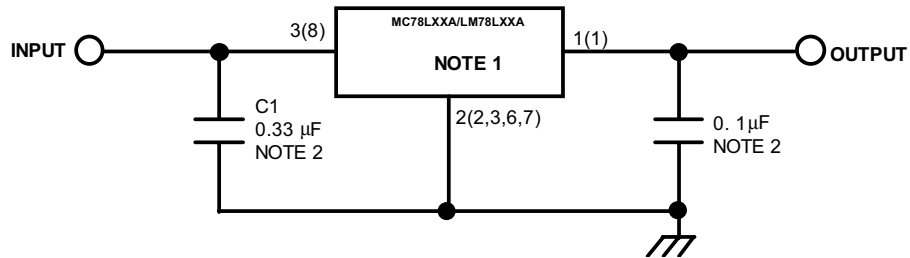 MC78LXXA/LM78LXXA
INPUT
3(8)
NOTE 1
1(1)
OUTPUT
C1
0.33 μF
NOTE 2
2(2,3,6,7)
0. 1μF
NOTE 2